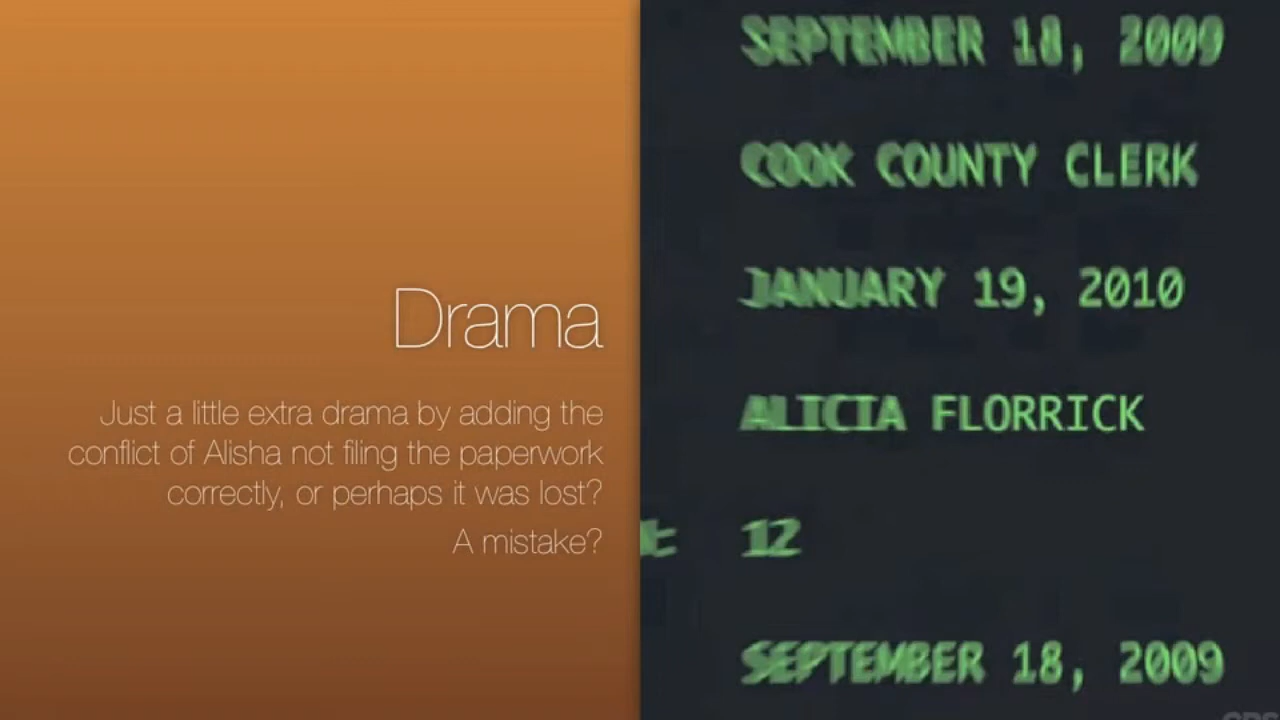 Drama
Just a little extra drama by adding the
conflict of Alisha not filing the paperwork
correctly, or perhaps it was lost?
A mistake?
SEPTEMBER 18, 2009
COOK COUNTY CLERK
JANUARY 19, 2010
ALICIA FLORRICK
12
SEPTEMBER 18, 2009